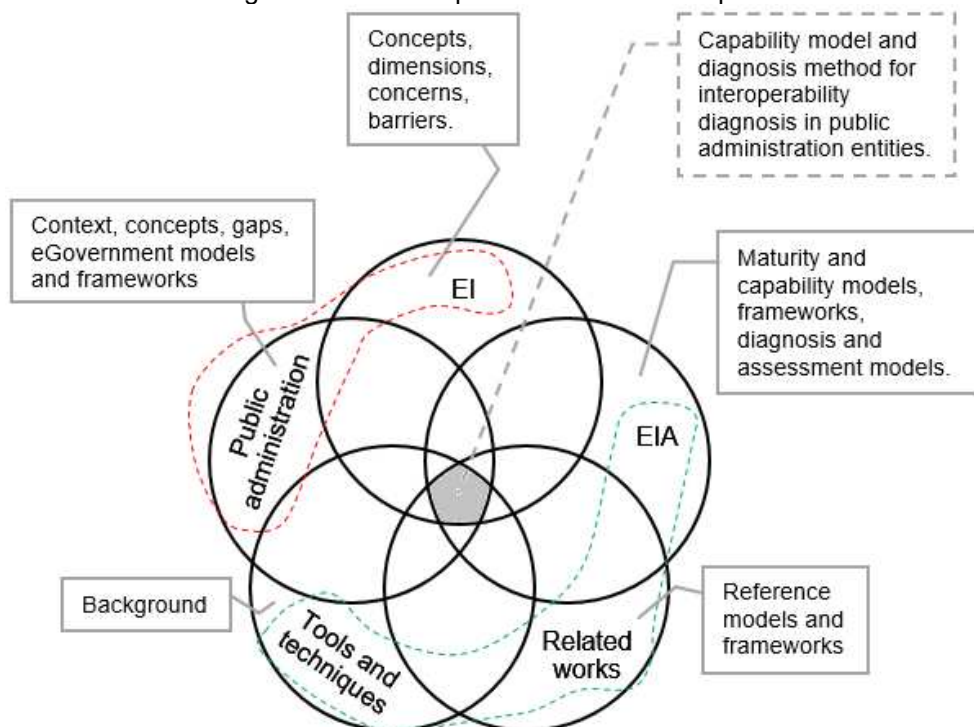 Concepts,
dimensions,
concerns,
barriers.
Capability model and
diagnosis method for
interoperability
diagnosis in public
administration entities.
Context, concepts, gaps,
eGovernment models
and frameworks
Maturity and
capability models,
frameworks,
diagnosis and
assessment models.
EI
Public
administration
EIA
Background
Tools and
techniques
Related
works
Reference
models and
frameworks